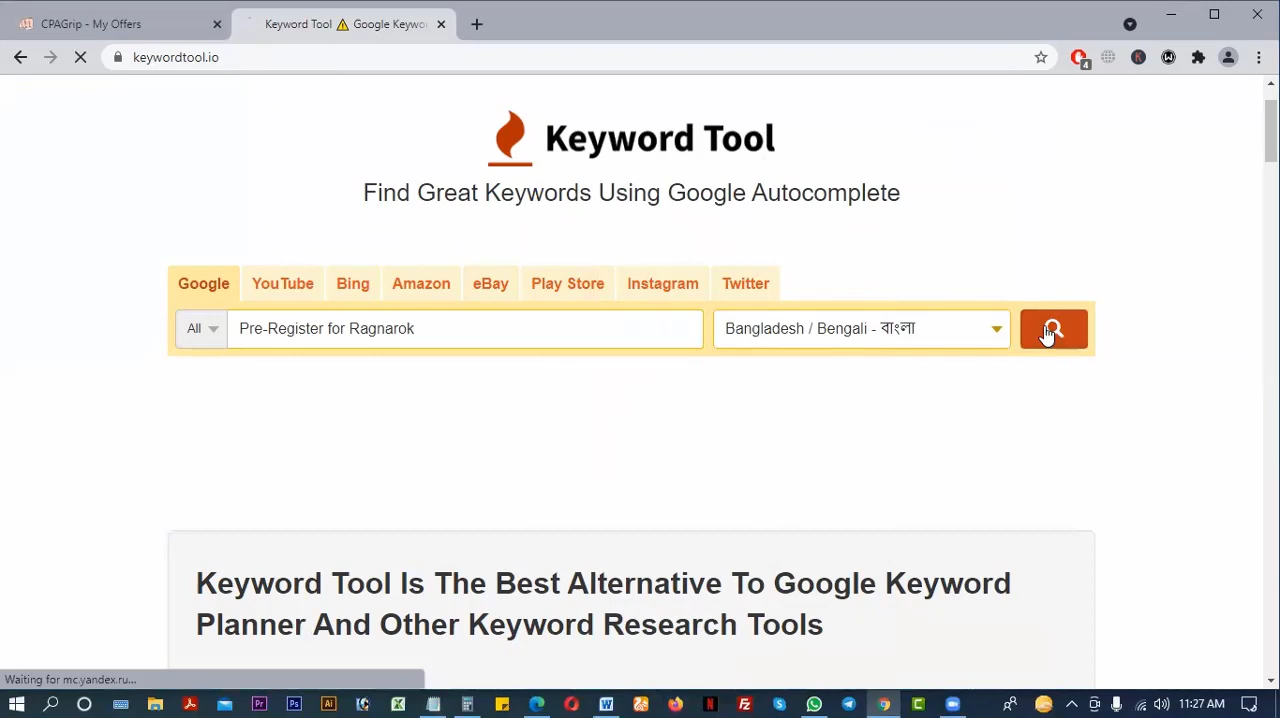 CPAGrip - My Offers
Keyword Tool ⚠ Google Keywo
keywordtool.io
4
Keyword Tool
Find Great Keywords Using Google Autocomplete
Google YouTube Bing Amazon eBay Play Store Instagram Twitter
All Pre-Register for Ragnarok Bangladesh / Bengali - বাংলা
Keyword Tool Is The Best Alternative To Google Keyword
Planner And Other Keyword Research Tools
Waiting for mc.yandex.ru...
11:27 AM